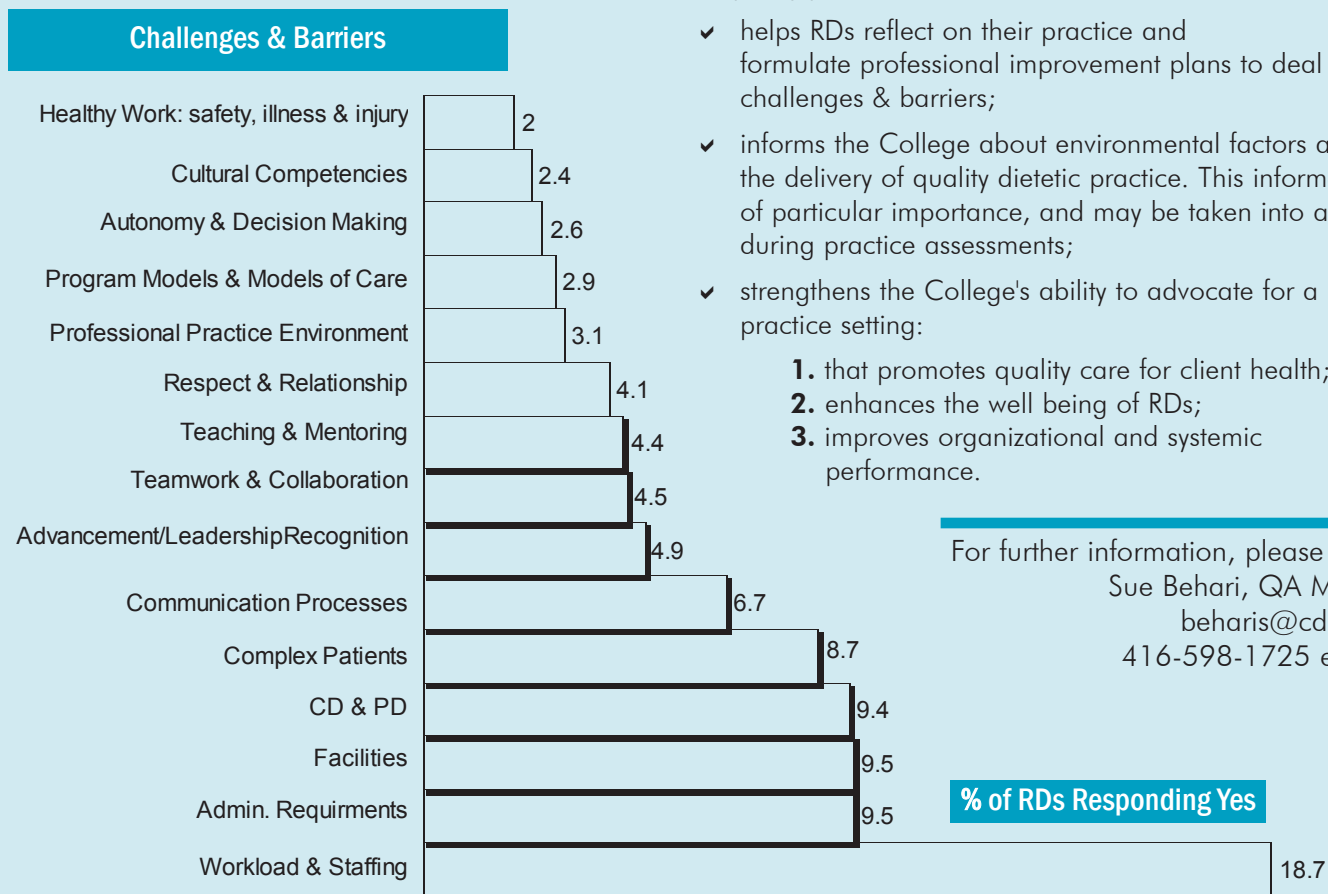 Challenges & Barriers
Healthy Work: safety, illness & injury 2
Cultural Competencies 2.4
Autonomy & Decision Making 2.6
Program Models & Models of Care 2.9
Professional Practice Environment 3.1
Respect & Relationship 4.1
Teaching & Mentoring 4.4
Teamwork & Collaboration 4.5
Advancement/LeadershipRecognition 4.9
Communication Processes 6.7
Complex Patients 8.7
CD & PD 9.4
Facilities 9.5
Admin. Requirments 9.5
Workload & Staffing 18.7
% of RDs Responding Yes
✓ helps RDs reflect on their practice and
formulate professional improvement plans to deal
challenges & barriers;
✓ informs the College about environmental factors a
the delivery of quality dietetic practice. This inform
of particular importance, and may be taken into a
during practice assessments;
✓ strengthens the College's ability to advocate for a
practice setting:
1. that promotes quality care for client health;
2. enhances the well being of RDs;
3. improves organizational and systemic
performance.
For further information, please
Sue Behari, QA M
beharis@cd
416-598-1725 e